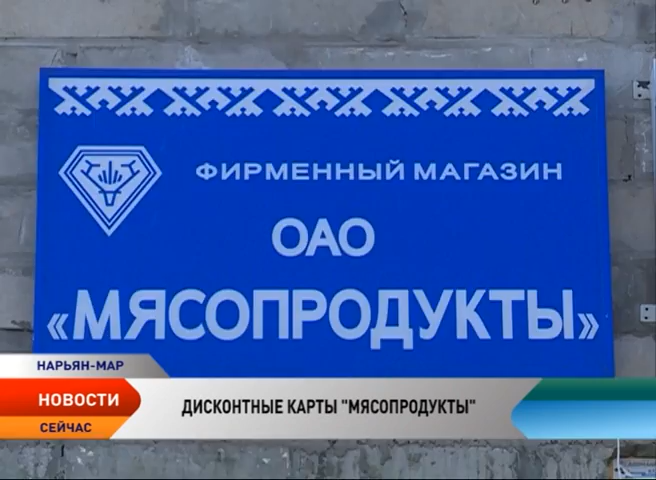 ФИРМЕННЫЙ МАГАЗИН
ОАО
«МЯСОПРОДУКТЫ»
НАРЬЯН-МАР
НОВОСТИ
СЕЙЧАС
ДИСКОНТНЫЕ КАРТЫ "МЯСОПРОДУКТЫ"